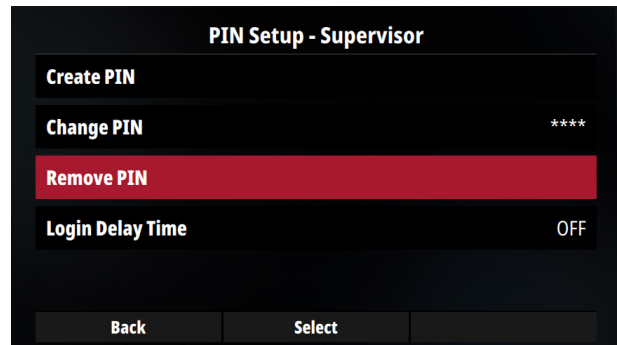 PIN Setup - Supervisor
Create PIN
Change PIN ****
Remove PIN
Login Delay Time OFF
Back Select